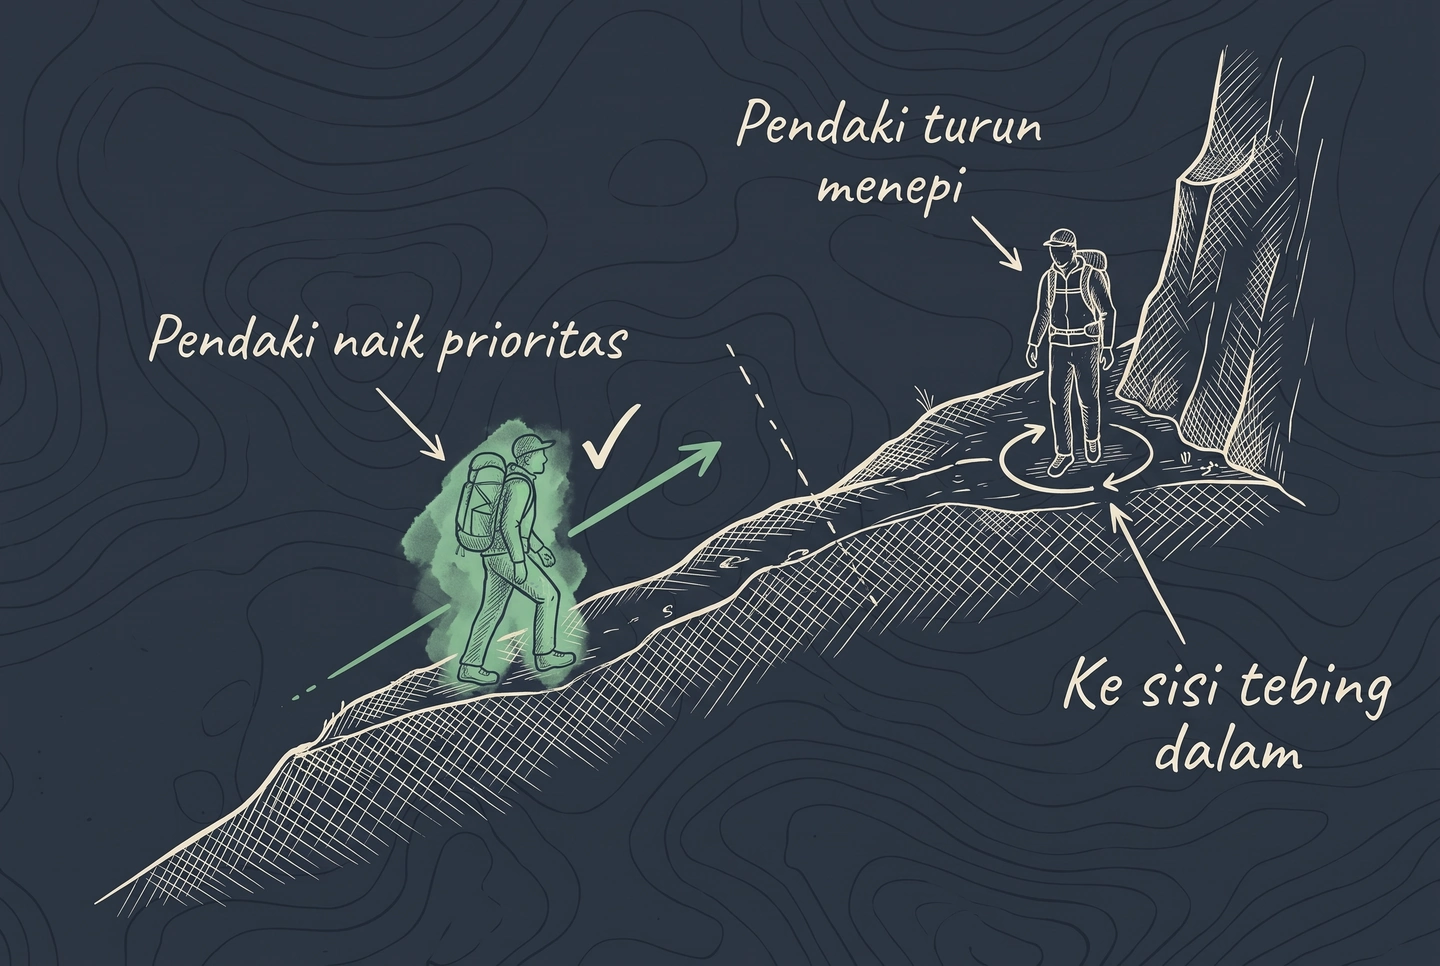 Pendaki turun
menepi
Pendaki naik prioritas
Ke sisi tebing
dalam